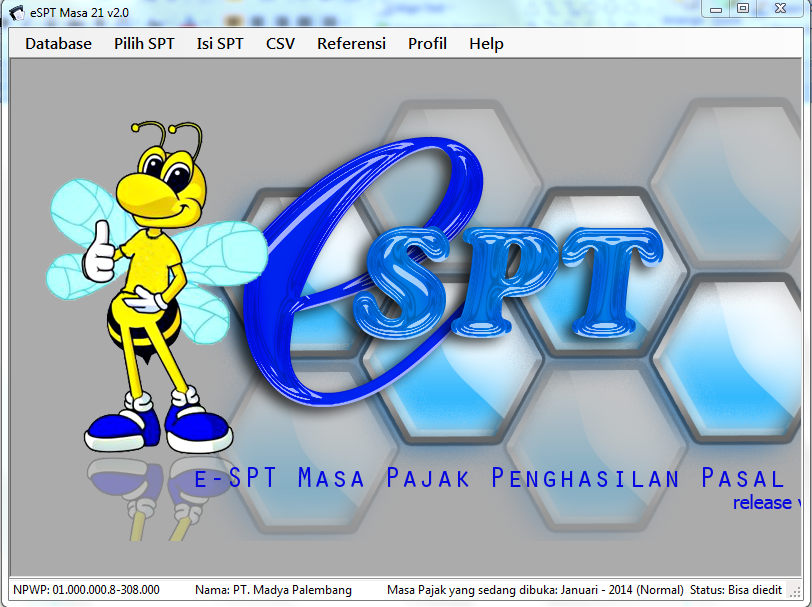 eSPT Masa 21 v2.0
Database Pilih SPT Isi SPT CSV Referensi Profil Help
eSPT
e-SPT Masa Pajak Penghasilan Pasal
release v
NPWP: 01.000.000.8-308.000 Nama: PT. Madya Palembang Masa Pajak yang sedang dibuka: Januari - 2014 (Normal) Status: Bisa diedit